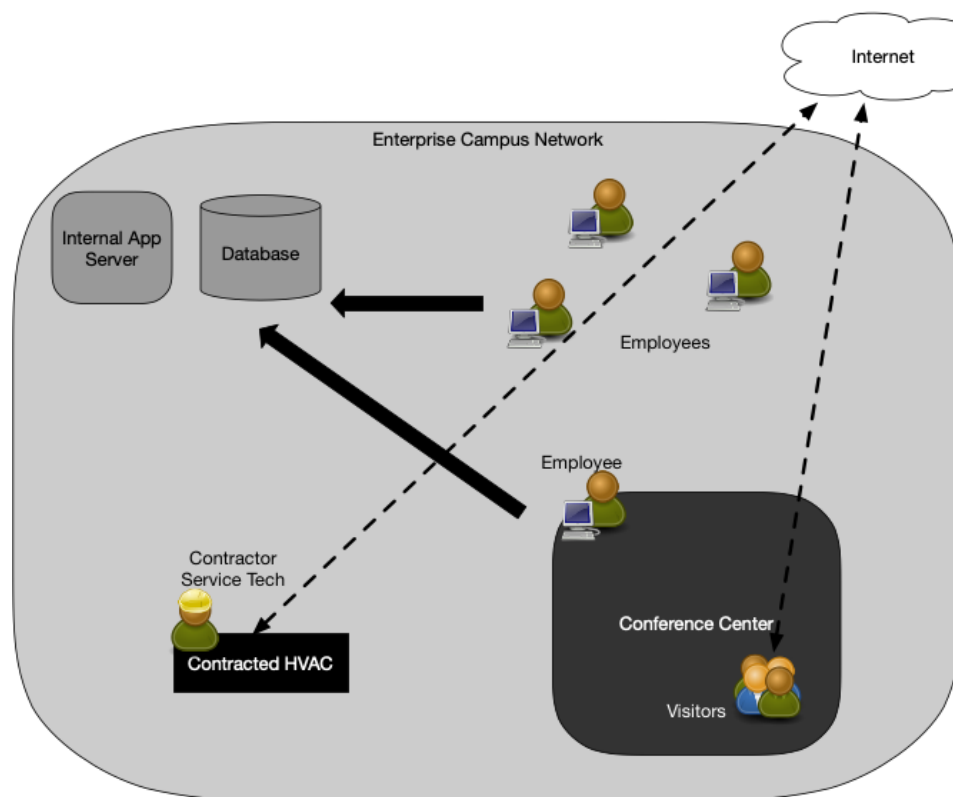 Internet
Enterprise Campus Network
Internal App
Server
Database
Employees
Employee
Contractor
Service Tech
Conference Center
Contracted HVAC
Visitors